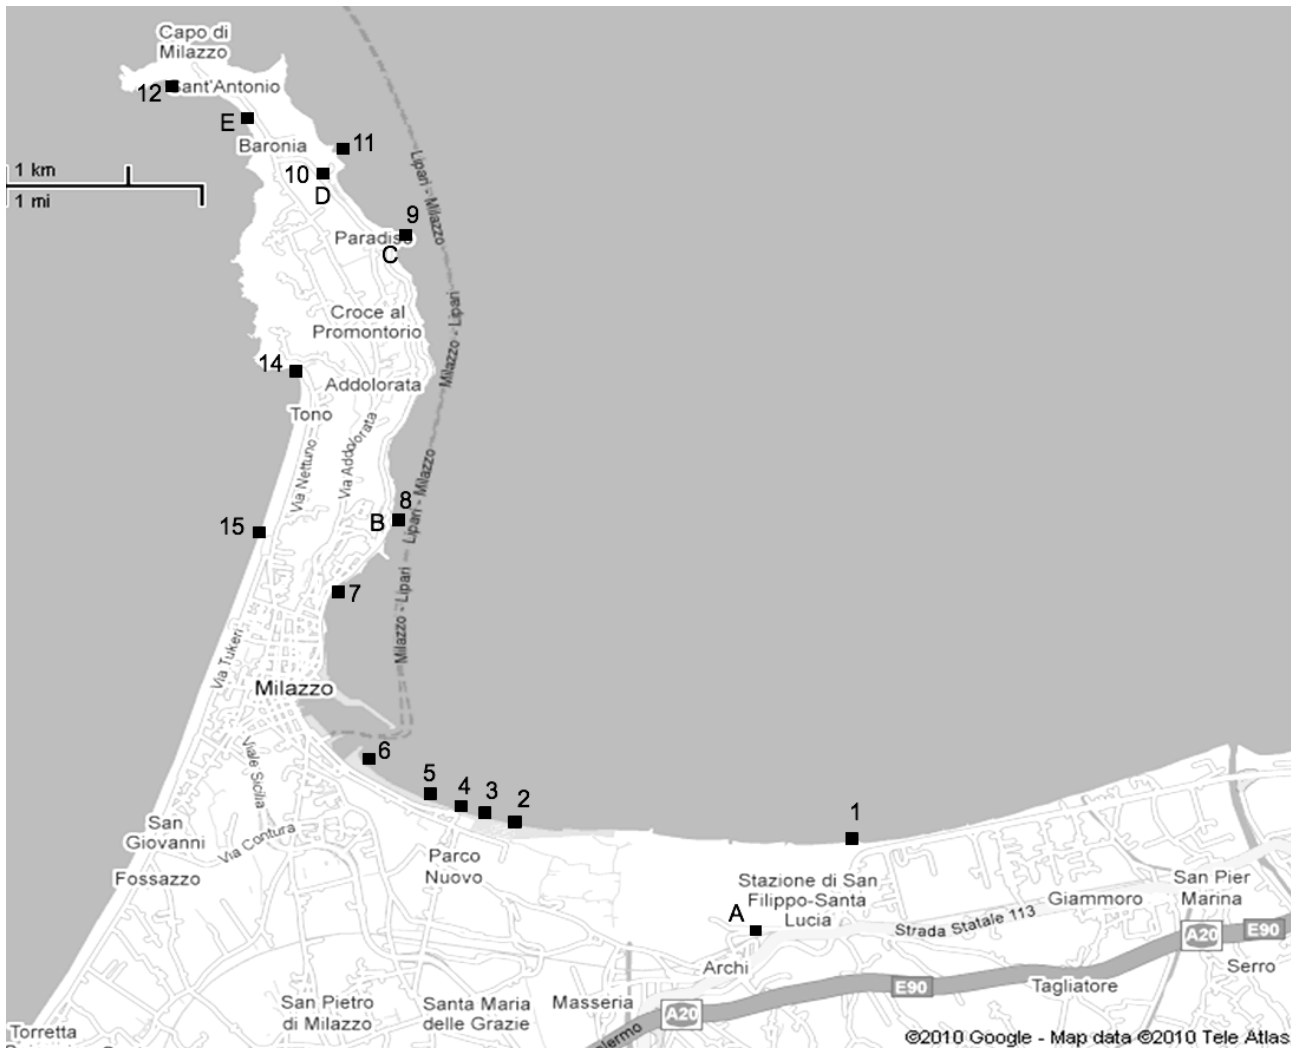 Capo di
Milazzo
Sant'Antonio
12
E
Baronia
11
1 km
1 mi
10
D
Lipari - Milazzo
9
Paradiso
C
Croce al
Promontorio
Milazzo - Lipari
14
Addolorata
Tono
Via Nettuno
Via Addolorata
Lipari - Milazzo
8
B
15
7
Milazzo - Lipari
Via Tukeri
Milazzo
6
Viale Sicilia
5
4
3
2
1
San
Giovanni
Via Contura
Parco
Nuovo
Fossazzo
Stazione di San
Filippo-Santa
Lucia
A
San Pier
Marina
Giammoro
Strada Statale 113
A20
E90
Archi
Serro
E90
Tagliatore
San Pietro
di Milazzo
Santa Maria
delle Grazie
Masseria
A20
Torretta
©2010 Google - Map data ©2010 Tele Atlas